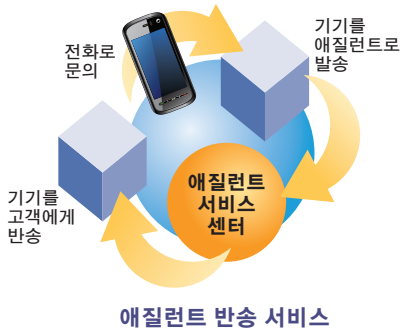 전화로
문의
기기를
애질런트로
발송
애질런트
서비스
센터
기기를
고객에게
반송
애질런트 반송 서비스